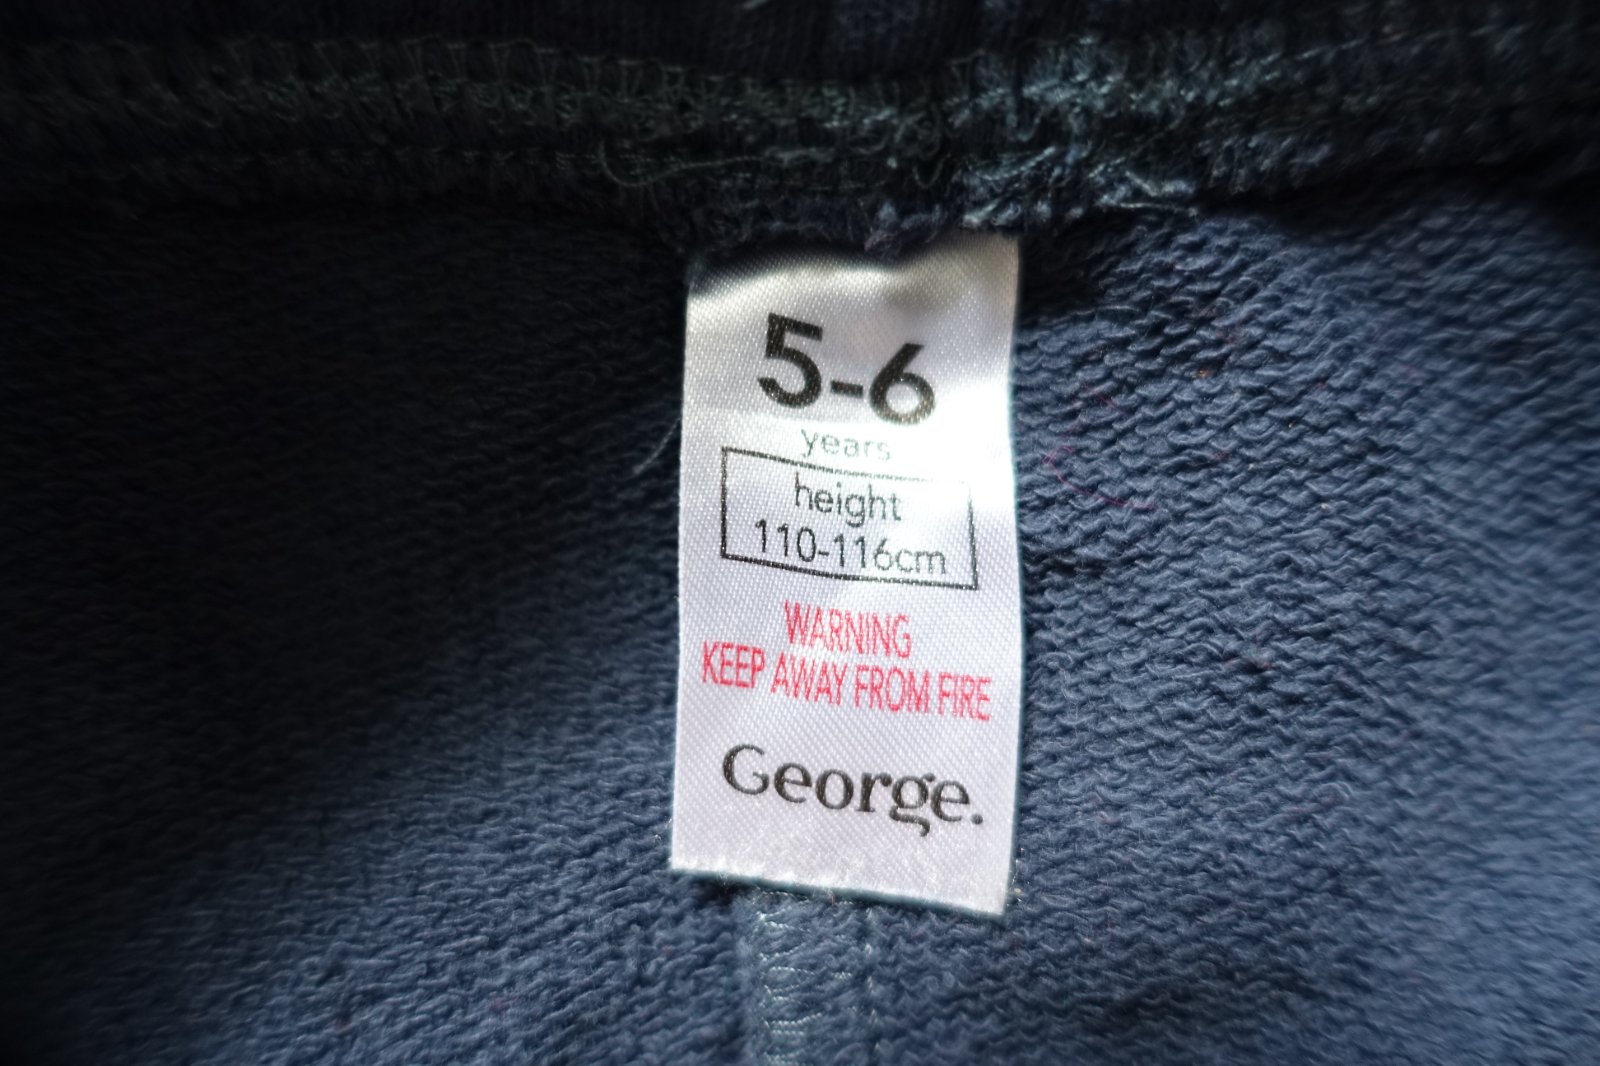 5-6
years
height
110-116cm
WARNING
KEEP AWAY FROM FIRE
George.